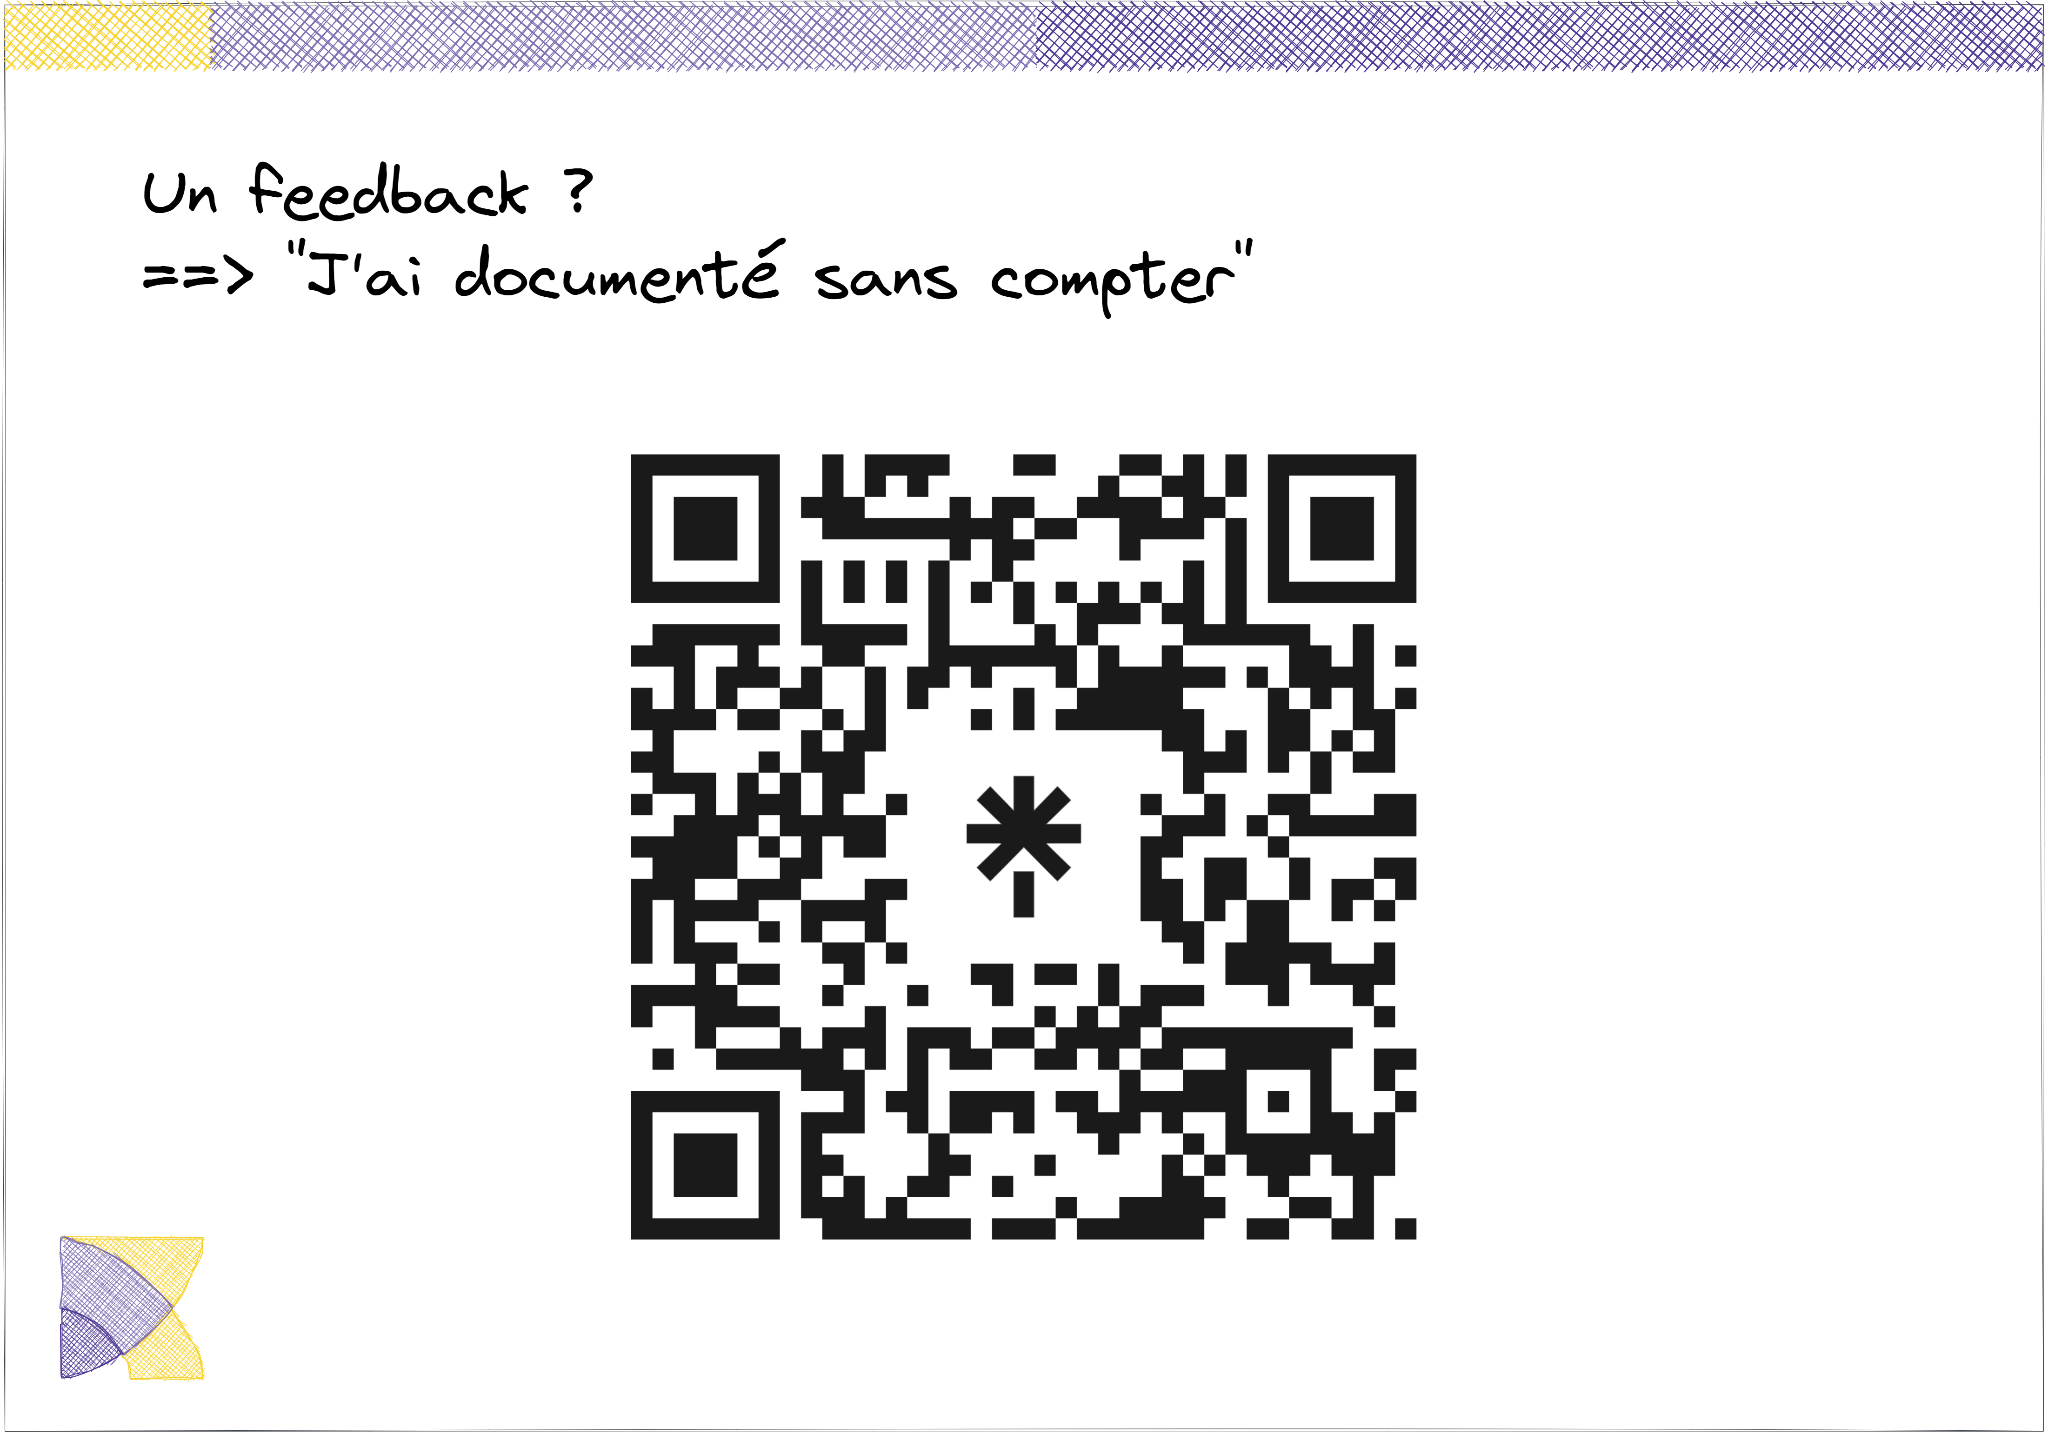 Un feedback ?
==> "J'ai documenté sans compter"